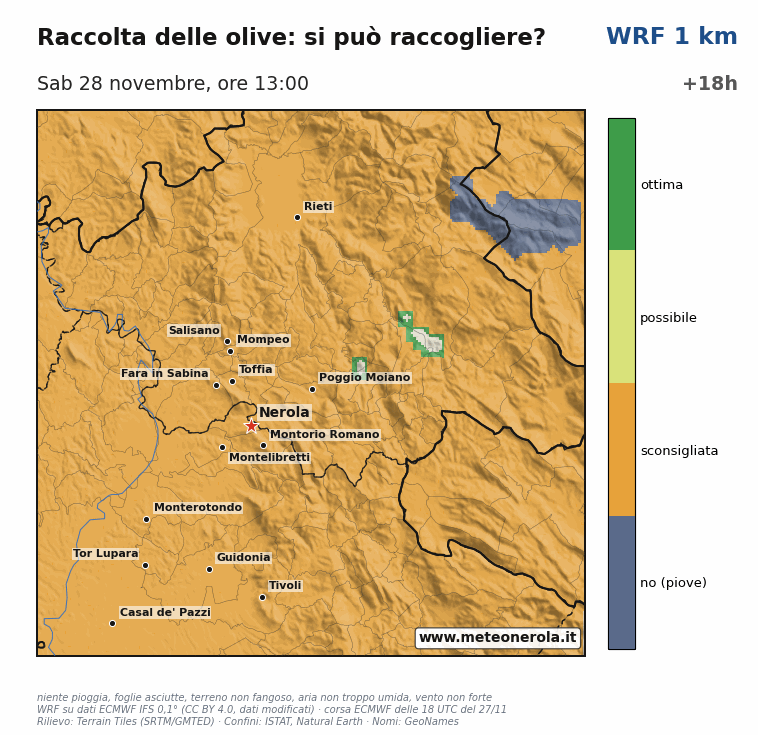 Raccolta delle olive: si può raccogliere?
WRF 1 km
Sab 28 novembre, ore 13:00
+18h
Rieti
Salisano
Mompeo
Fara in Sabina
Toffia
Poggio Moiano
Nerola
Montorio Romano
Montelibretti
Monterotondo
Tor Lupara
Guidonia
Tivoli
Casal de' Pazzi
www.meteonerola.it
ottima
possibile
sconsigliata
no (piove)
niente pioggia, foglie asciutte, terreno non fangoso, aria non troppo umida, vento non forte
WRF su dati ECMWF IFS 0,1° (CC BY 4.0, dati modificati) · corsa ECMWF delle 18 UTC del 27/11
Rilievo: Terrain Tiles (SRTM/GMTED) · Confini: ISTAT, Natural Earth · Nomi: GeoNames